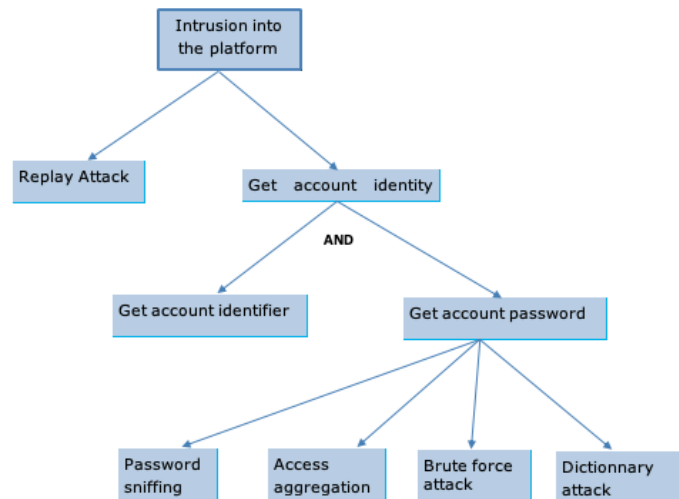 Intrusion into
the platform
Replay Attack
Get account identity
AND
Get account identifier
Get account password
Password
sniffing
Access
aggregation
Brute force
attack
Dictionnary
attack